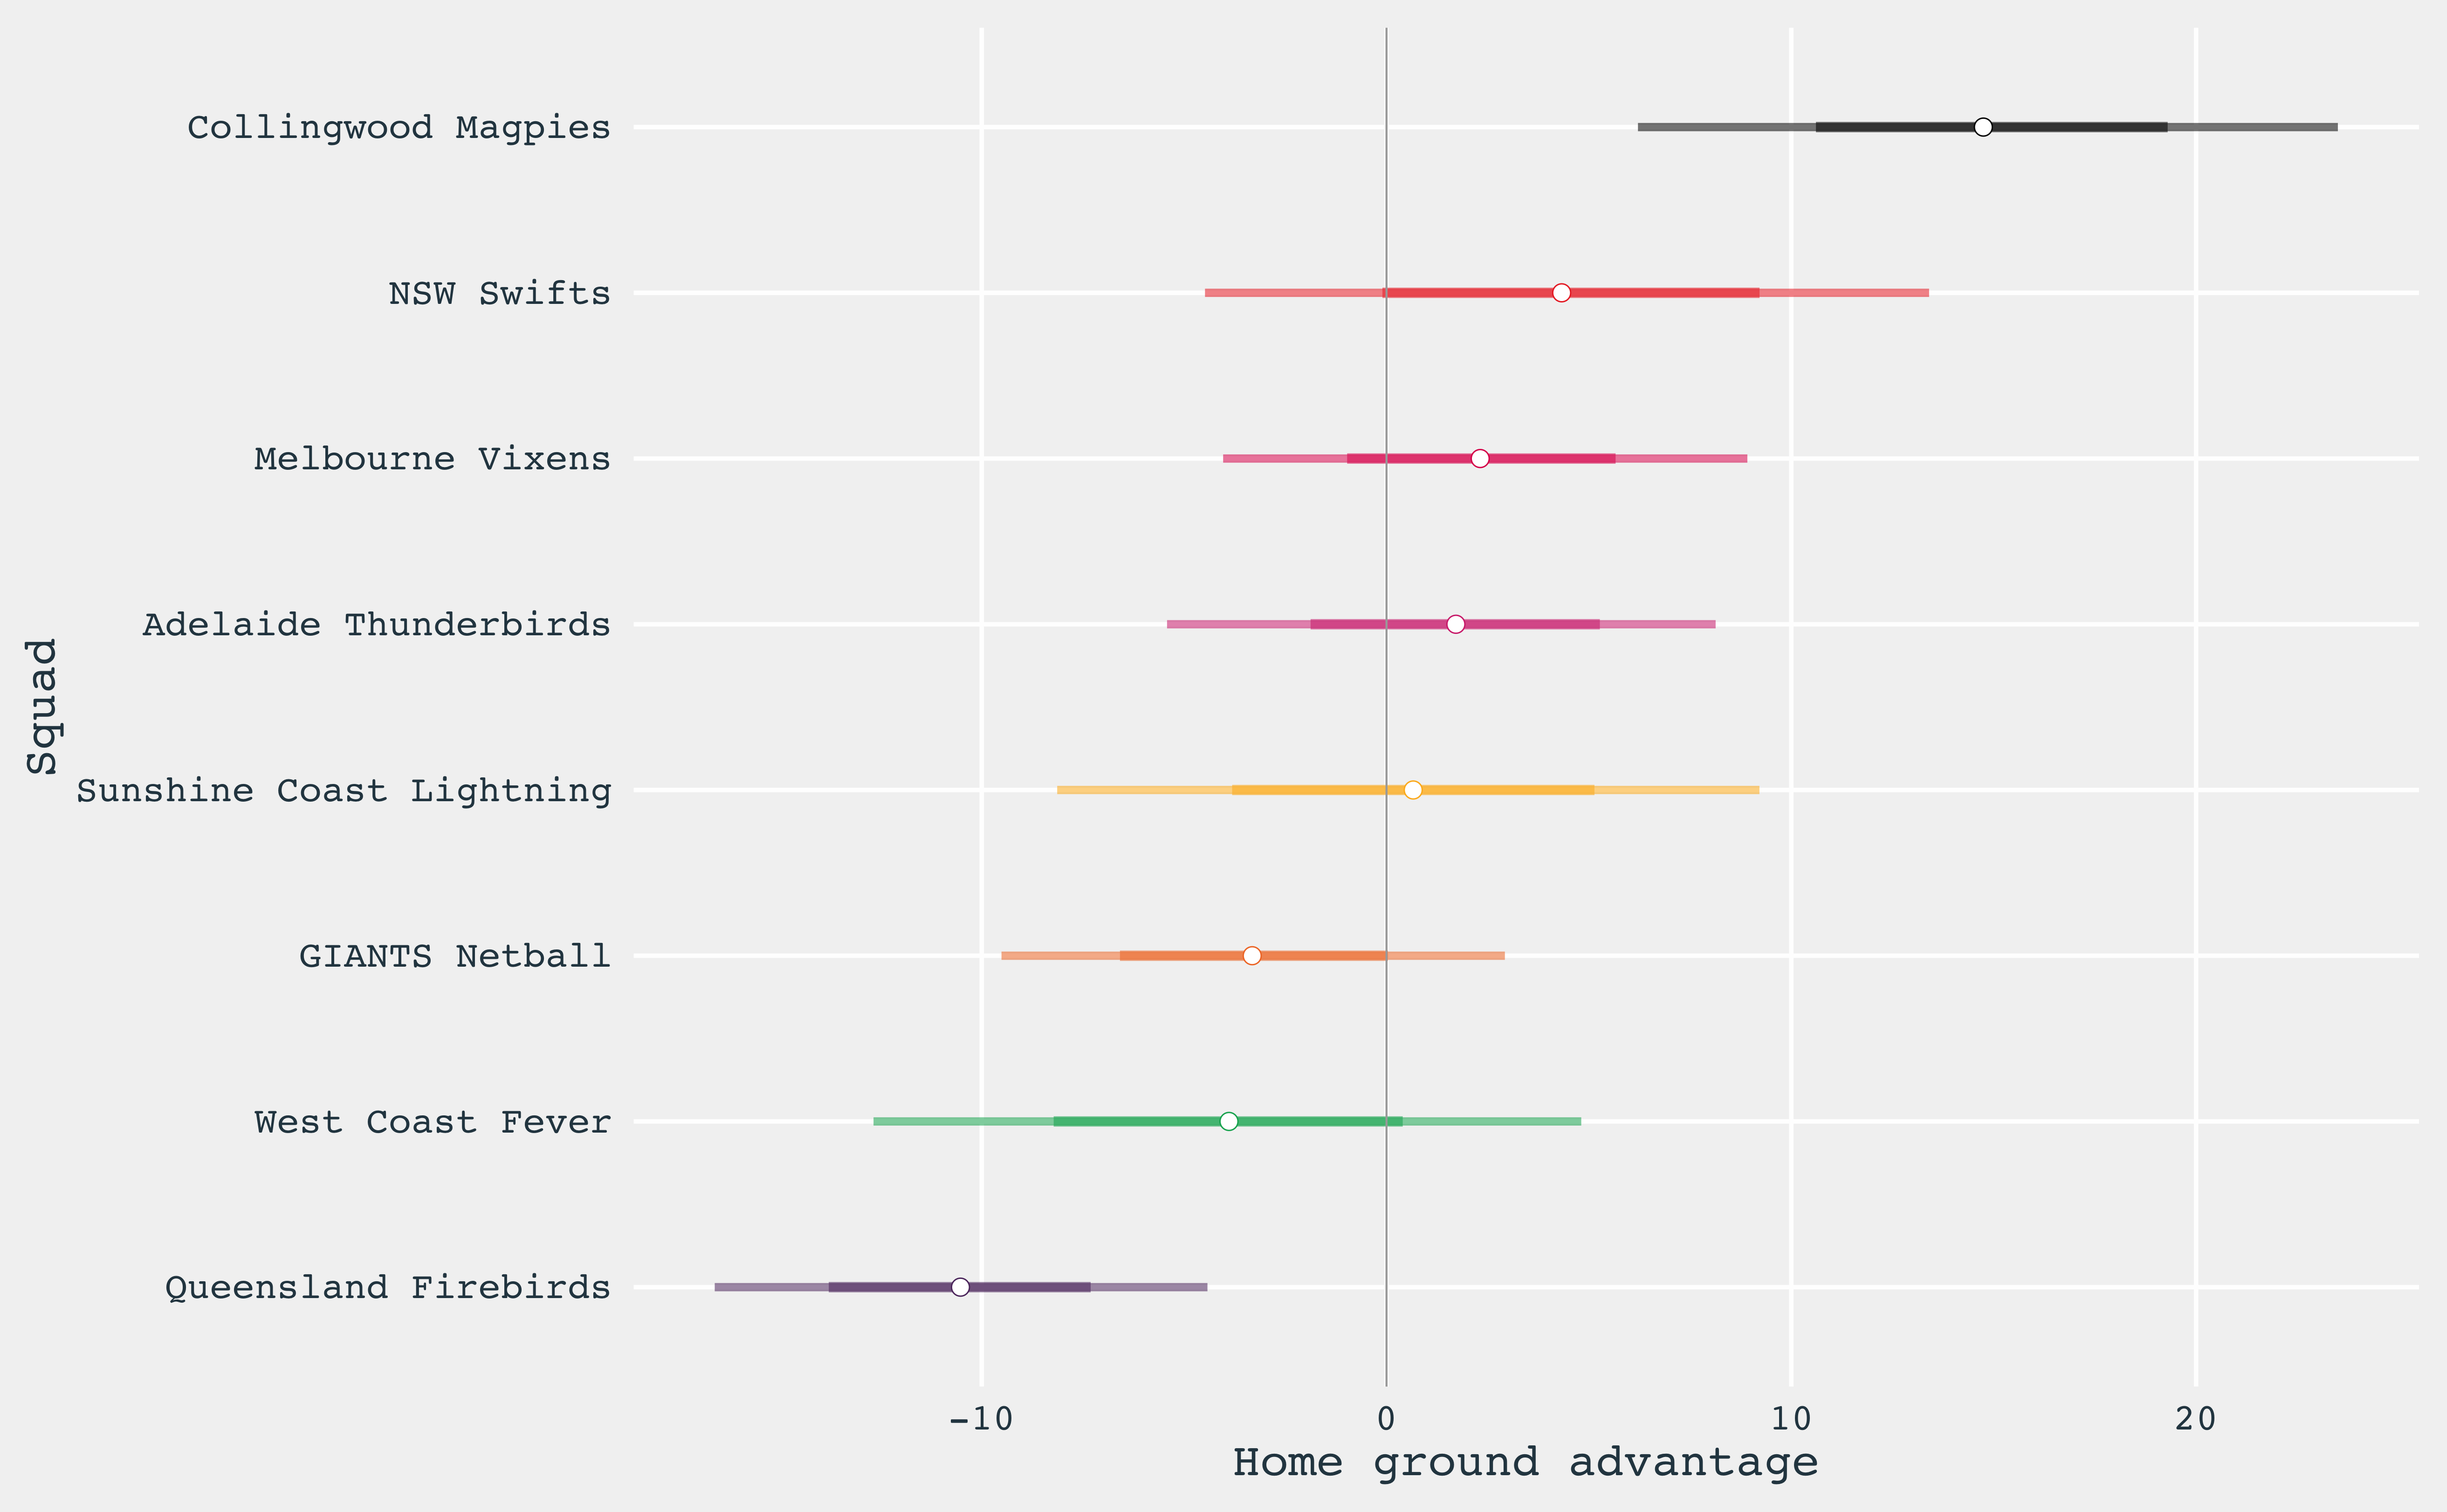 Squad
Collingwood Magpies
NSW Swifts
Melbourne Vixens
Adelaide Thunderbirds
Sunshine Coast Lightning
GIANTS Netball
West Coast Fever
Queensland Firebirds
-10 0 10 20
Home ground advantage